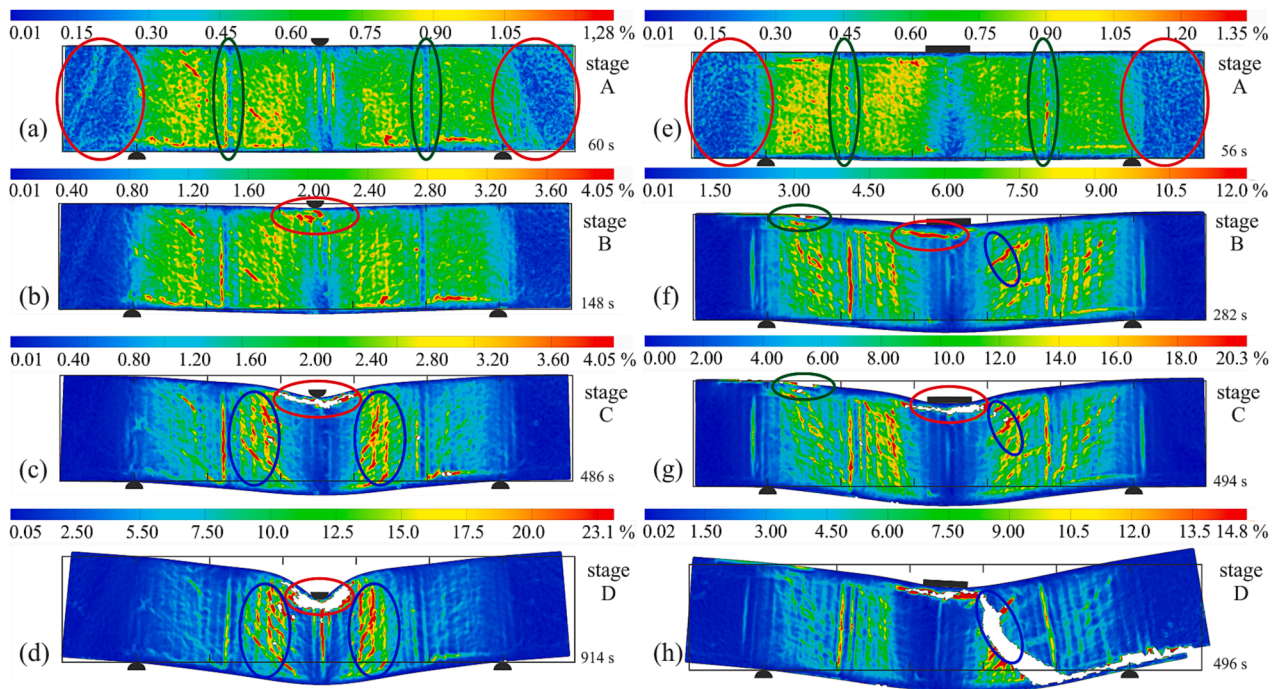 0.01 0.15 0.30 0.45 0.60 0.75 0.90 1.05 1,28 %
stage
A
(a)
60 s
0.01 0.40 0.80 1.20 1.60 2.00 2.40 2.80 3.20 3.60 4.05 %
stage
B
(b)
148 s
0.01 0.40 0.80 1.20 1.60 2.00 2.40 2.80 3.20 3.60 4.05 %
stage
C
(c)
486 s
0.05 2.50 5.50 7.50 10.0 12.5 15.0 17.5 20.0 23.1 %
stage
D
(d)
914 s
0.01 0.15 0.30 0.45 0.60 0.75 0.90 1.05 1.20 1.35 %
stage
A
(e)
56 s
0.01 1.50 3.00 4.50 6.00 7.50 9.00 10.5 12.0 %
stage
B
(f)
282 s
0.00 2.00 4.00 6.00 8.00 10.0 12.0 14.0 16.0 18.0 20.3 %
stage
C
(g)
494 s
0.02 1.50 3.00 4.50 6.00 7.50 9.00 10.5 12.0 13.5 14.8 %
stage
D
(h)
496 s